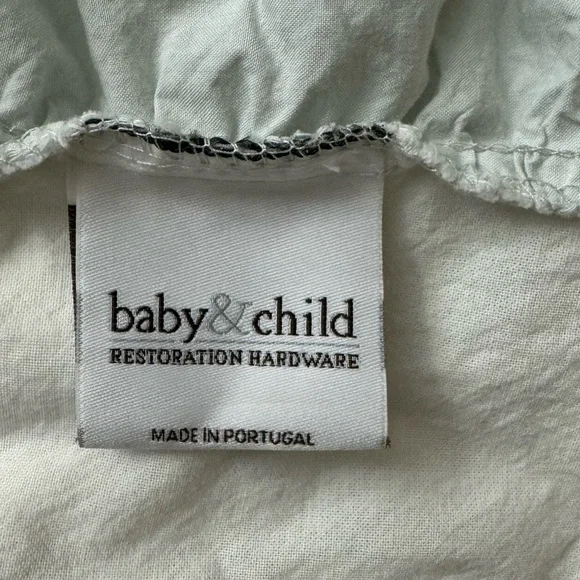 baby&child
RESTORATION HARDWARE
MADE IN PORTUGAL